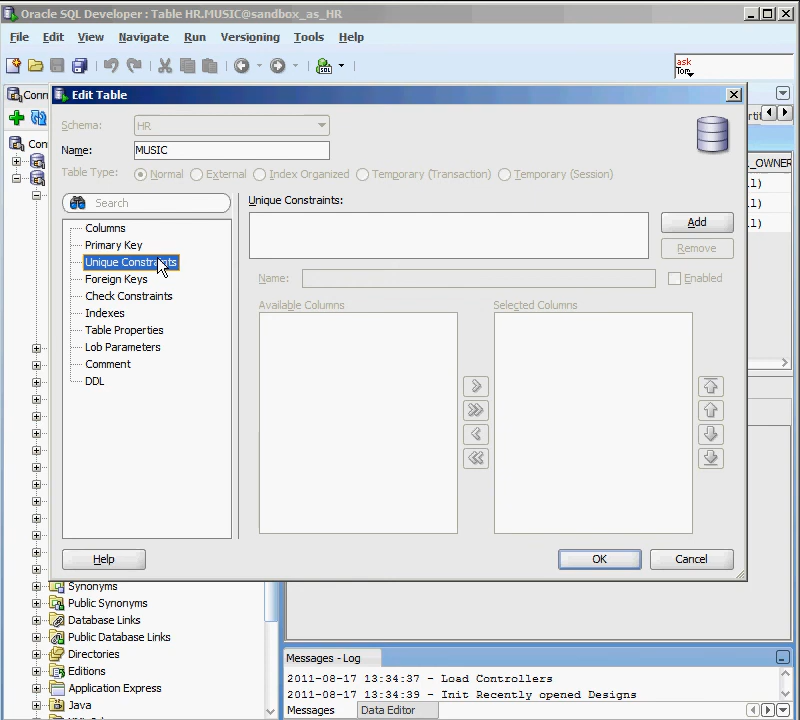 Oracle SQL Developer : Table HR.MUSIC@sandbox_as_HR
File Edit View Navigate Run Versioning Tools Help
SQL
ask
Tom
Conn
Edit Table
Schema: HR
Name: MUSIC
Table Type: Normal External Index Organized Temporary (Transaction) Temporary (Session)
Search
Columns
Primary Key
Unique Constraints
Foreign Keys
Check Constraints
Indexes
Table Properties
Lob Parameters
Comment
DDL
Unique Constraints:
Add
Remove
Name:
Enabled
Available Columns
Selected Columns
Help
OK
Cancel
Con
_OWNER
Synonyms
Public Synonyms
Database Links
Public Database Links
Directories
Editions
Application Express
Java
Messages - Log
2011-08-17 13:34:37 - Load Controllers
2011-08-17 13:34:39 - Init Recently opened Designs
Messages Data Editor